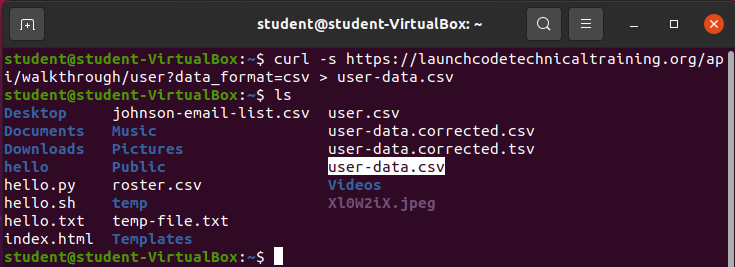 student@student-VirtualBox: ~
student@student-VirtualBox:~$ curl -s https://launchcodetechnicaltraining.org/ap
i/walkthrough/user?data_format=csv > user-data.csv
student@student-VirtualBox:~$ ls
Desktop johnson-email-list.csv user.csv
Documents Music user-data.corrected.csv
Downloads Pictures user-data.corrected.tsv
hello Public user-data.csv
hello.py roster.csv Videos
hello.sh temp Xl0W2iX.jpeg
hello.txt temp-file.txt
index.html Templates
student@student-VirtualBox:~$